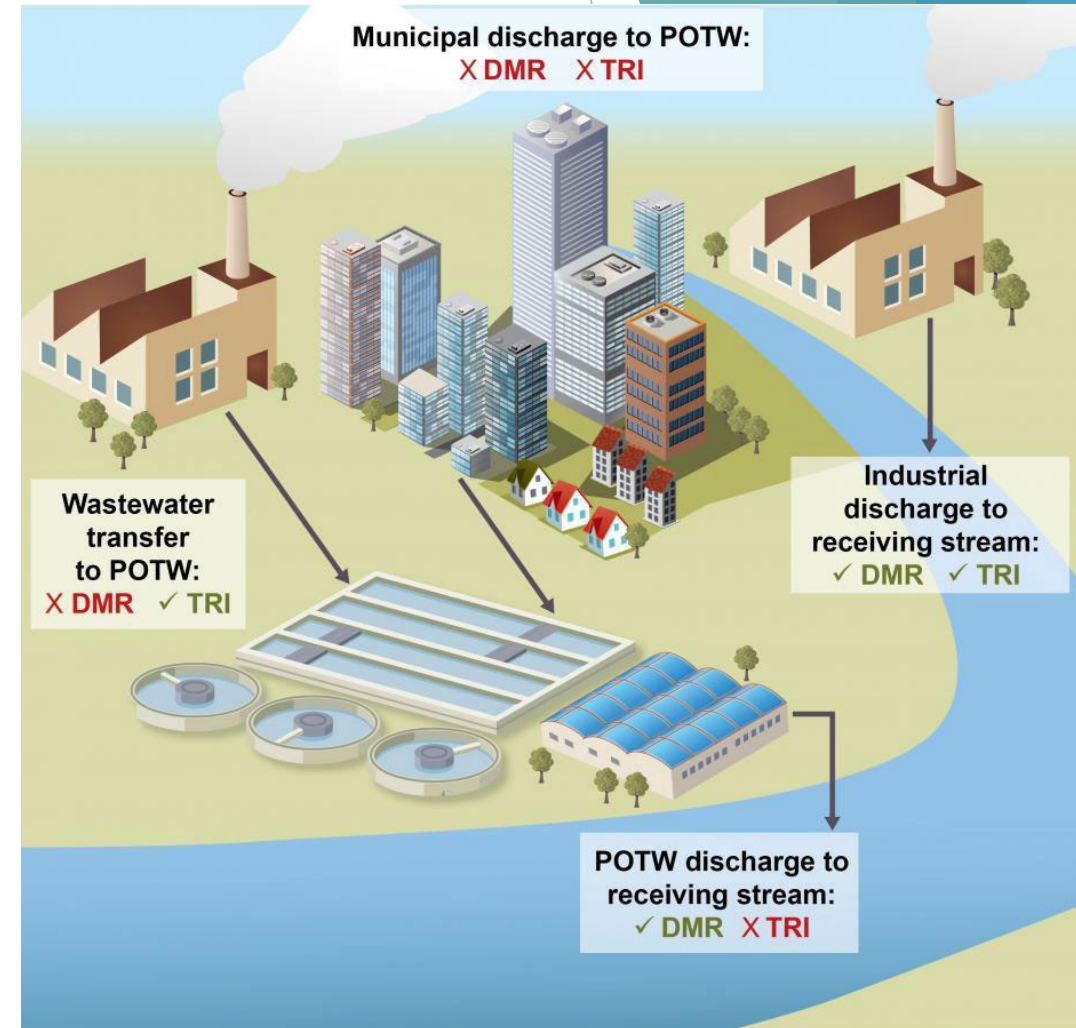 Municipal discharge to POTW:
X DMR X TRI
Wastewater
transfer
to POTW:
X DMR ✓ TRI
Industrial
discharge to
receiving stream:
✓ DMR ✓ TRI
POTW discharge to
receiving stream:
✓ DMR X TRI